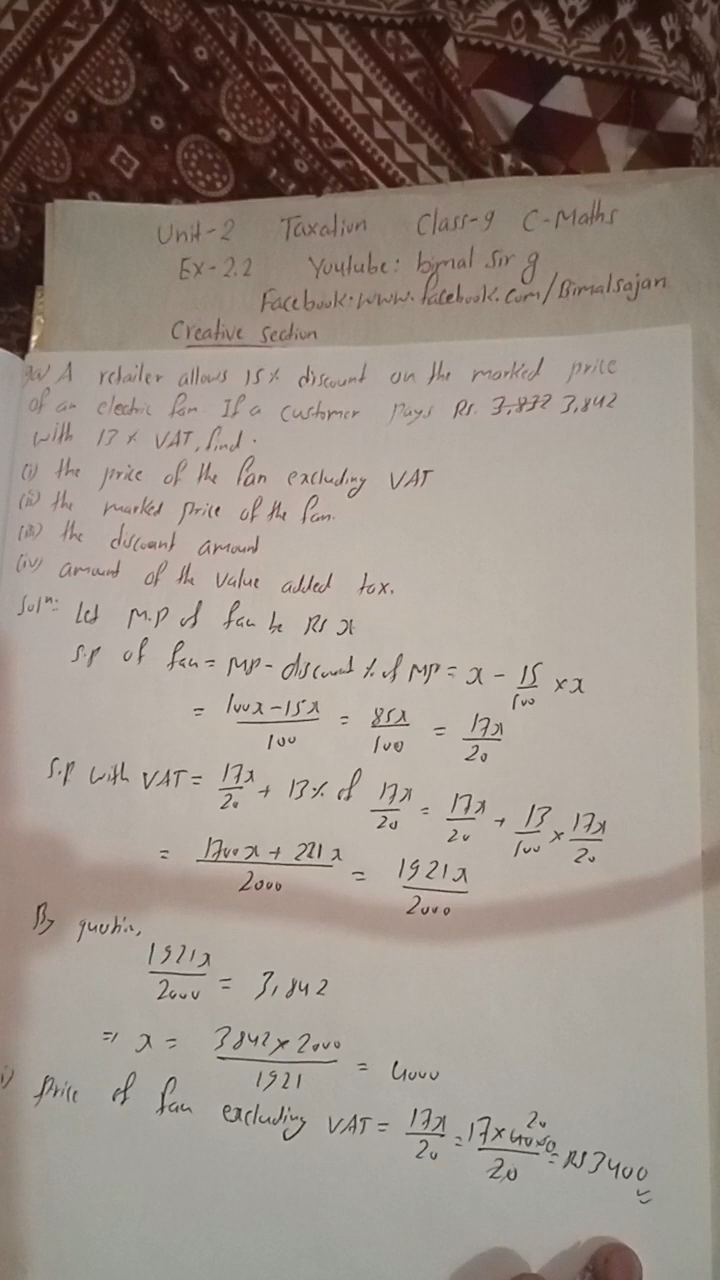 Unit-2 Taxation Class-9 C-Maths
Ex-2.2 Youtube: bimal sir g
Facebook: www.facebook.com/Bimalsajan
Creative section
A retailer allows 15% discount on the marked price
of an electric fan. If a customer pays Rs. 3,832 3,842
with 13% VAT, find.
(i) the price of the fan excluding VAT
(ii) the marked price of the fan.
(iii) the discount amount
(iv) amount of the value added tax.
Solⁿ: Let M.P of fan be Rs x
S.P of fan = MP - discount % of MP = x - 15/100 × x
= 100x-15x/100 = 85x/100 = 17x/20
S.P with VAT = 17x/20 + 13% of 17x/20 = 17x/20 + 13/100 × 17x/20
= 1700x + 221x/2000 = 1921x/2000
By question,
1921x/2000 = 3,842
⇒ x = 3842×2000/1921 = 4000
i) Price of fan excluding VAT = 17x/20 = 17×4000/20 = Rs 3400